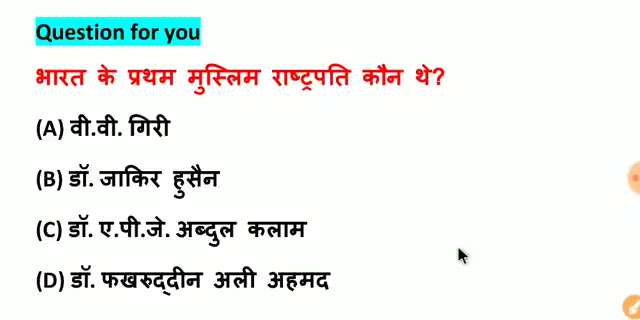 Question for you
भारत के प्रथम मुस्लिम राष्ट्रपति कौन थे?
(A) वी.वी. गिरी
(B) डॉ. जाकिर हुसैन
(C) डॉ. ए.पी.जे. अब्दुल कलाम
(D) डॉ. फखरुद्दीन अली अहमद